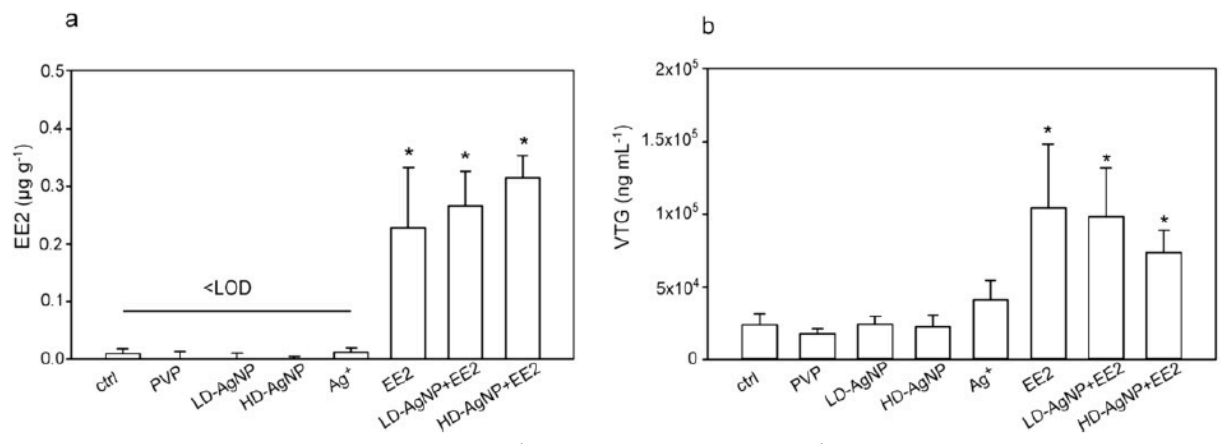 a
EE2 (µg g⁻¹)
0.5
0.4
0.3
0.2
0.1
0.0
<LOD
*
*
*
ctrl
PVP
LD-AgNP
HD-AgNP
Ag⁺
EE2
LD-AgNP+EE2
HD-AgNP+EE2
b
VTG (ng mL⁻¹)
2x10⁵
1.5x10⁵
1x10⁵
5x10⁴
0
*
*
*
ctrl
PVP
LD-AgNP
HD-AgNP
Ag⁺
EE2
LD-AgNP+EE2
HD-AgNP+EE2